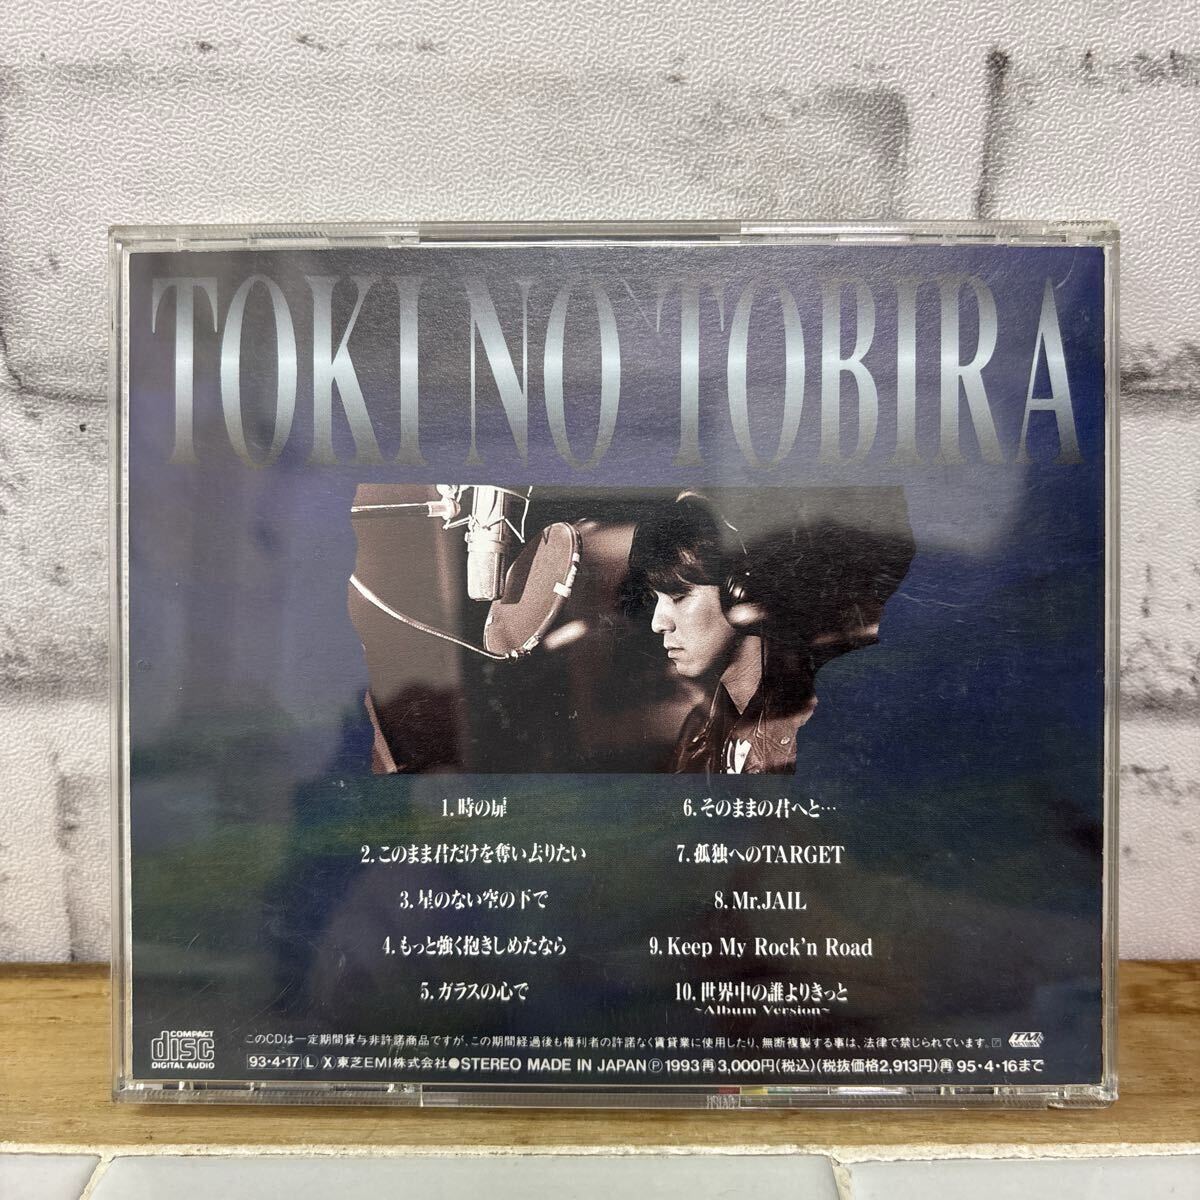 TOKI NO TOBIRA
1. 時の扉
2. このまま君だけを奪い去りたい
3. 星のない空の下で
4. もっと強く抱きしめたなら
5. ガラスの心で
6. そのままの君へと…
7. 孤独へのTARGET
8. Mr.JAIL
9. Keep My Rock'n Road
10. 世界中の誰よりきっと
~Album Version~
COMPACT
disc
DIGITAL AUDIO
このCDは一定期間貸与非許諾商品ですが、この期間経過後も権利者の許諾なく賃貸業に使用したり、無断複製する事は、法律で禁じられています。
93・4・17 Ⓛ Ⓧ 東芝EMI株式会社●STEREO MADE IN JAPAN Ⓟ 1993 再 3,000円(税込)(税抜価格2,913円)再 95・4・16まで